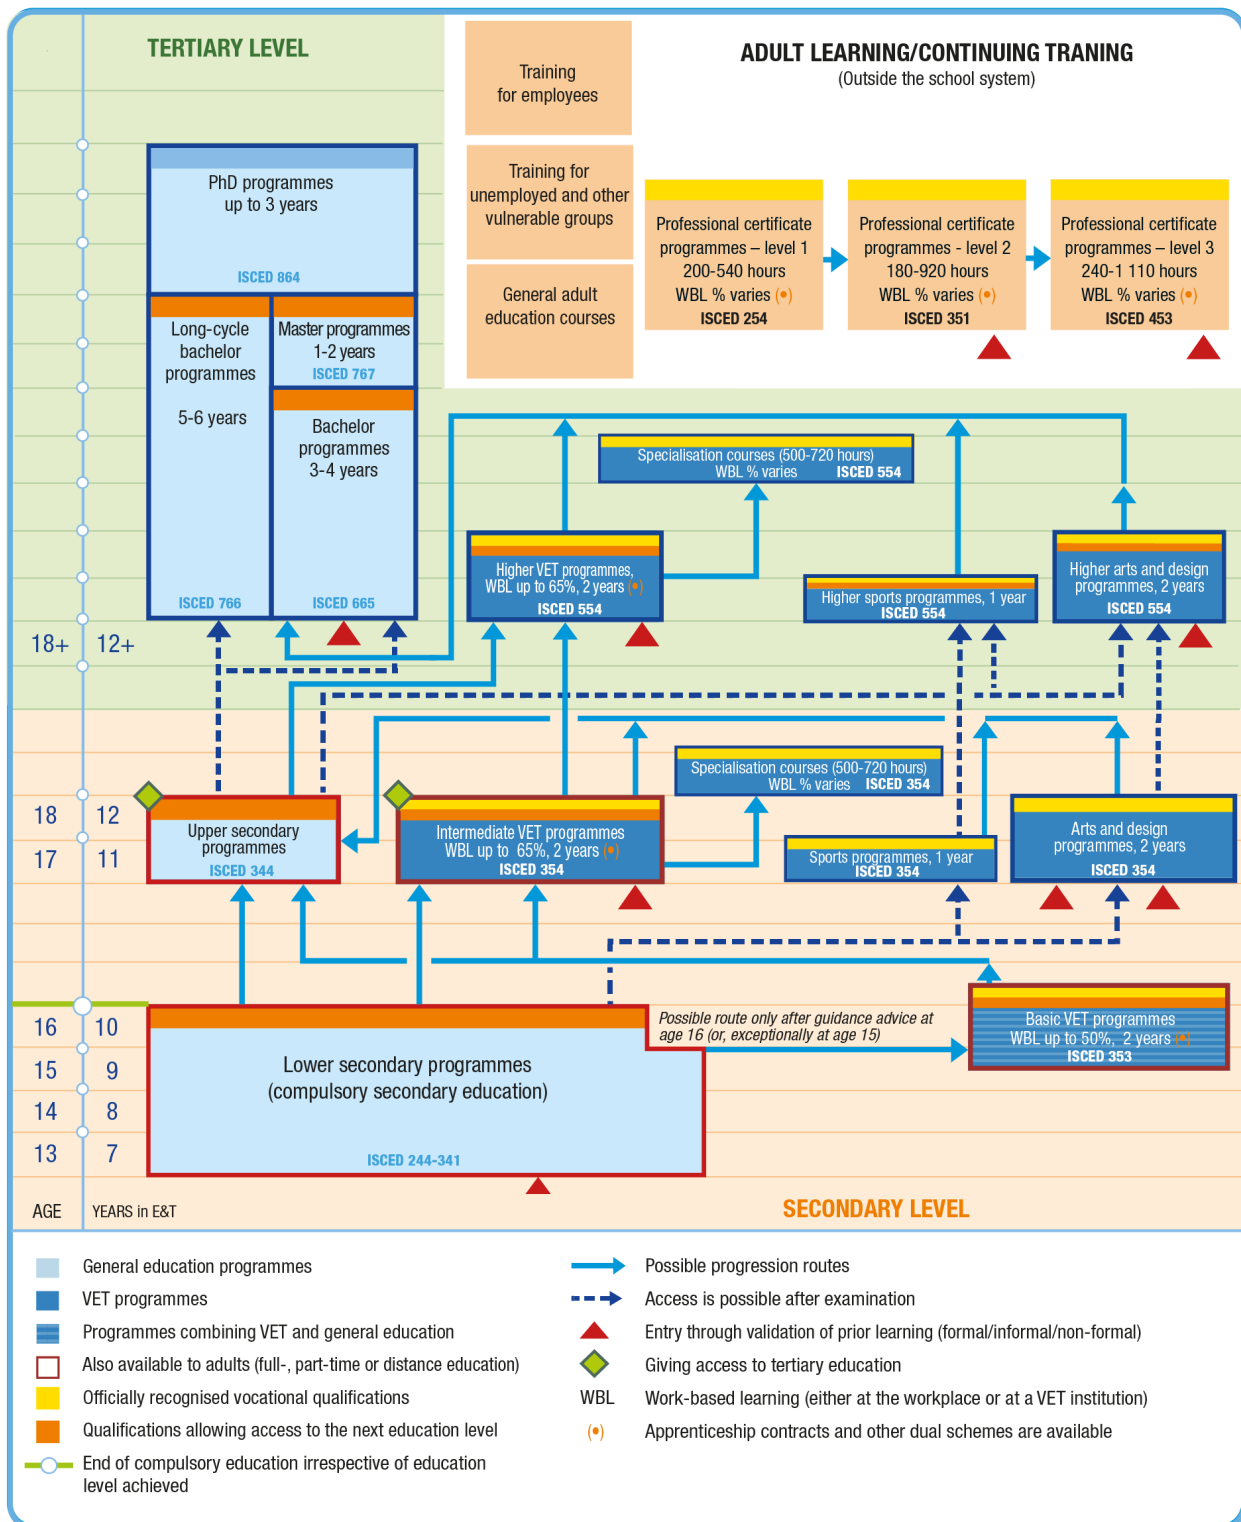 TERTIARY LEVEL
ADULT LEARNING/CONTINUING TRANING
(Outside the school system)
Training
for employees
Training for
unemployed and other
vulnerable groups
General adult
education courses
Professional certificate
programmes – level 1
200-540 hours
WBL % varies (•)
ISCED 254
Professional certificate
programmes - level 2
180-920 hours
WBL % varies (•)
ISCED 351
Professional certificate
programmes – level 3
240-1 110 hours
WBL % varies (•)
ISCED 453
PhD programmes
up to 3 years
ISCED 864
Long-cycle
bachelor
programmes
5-6 years
ISCED 766
Master programmes
1-2 years
ISCED 767
Bachelor
programmes
3-4 years
ISCED 665
Specialisation courses (500-720 hours)
WBL % varies ISCED 554
Higher VET programmes,
WBL up to 65%, 2 years (•)
ISCED 554
Higher sports programmes, 1 year
ISCED 554
Higher arts and design
programmes, 2 years
ISCED 554
18+ 12+
Specialisation courses (500-720 hours)
WBL % varies ISCED 354
18 12
17 11
Upper secondary
programmes
ISCED 344
Intermediate VET programmes
WBL up to 65%, 2 years (•)
ISCED 354
Sports programmes, 1 year
ISCED 354
Arts and design
programmes, 2 years
ISCED 354
16 10
15 9
14 8
13 7
Lower secondary programmes
(compulsory secondary education)
ISCED 244-341
Possible route only after guidance advice at
age 16 (or, exceptionally at age 15)
Basic VET programmes
WBL up to 50%, 2 years (•)
ISCED 353
AGE YEARS in E&T
SECONDARY LEVEL
General education programmes
VET programmes
Programmes combining VET and general education
Also available to adults (full-, part-time or distance education)
Officially recognised vocational qualifications
Qualifications allowing access to the next education level
End of compulsory education irrespective of education
level achieved
Possible progression routes
Access is possible after examination
Entry through validation of prior learning (formal/informal/non-formal)
Giving access to tertiary education
WBL Work-based learning (either at the workplace or at a VET institution)
(•) Apprenticeship contracts and other dual schemes are available